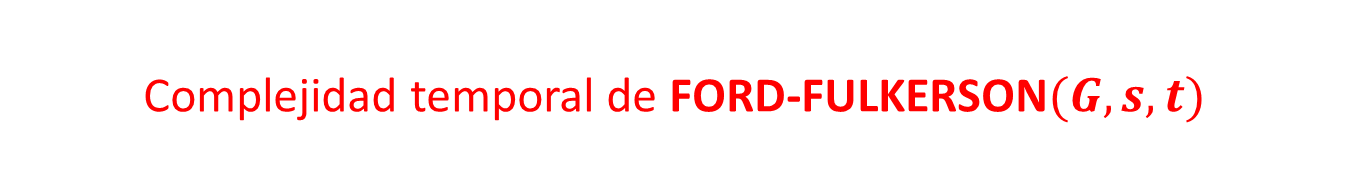 Complejidad temporal de FORD-FULKERSON(G, s, t)